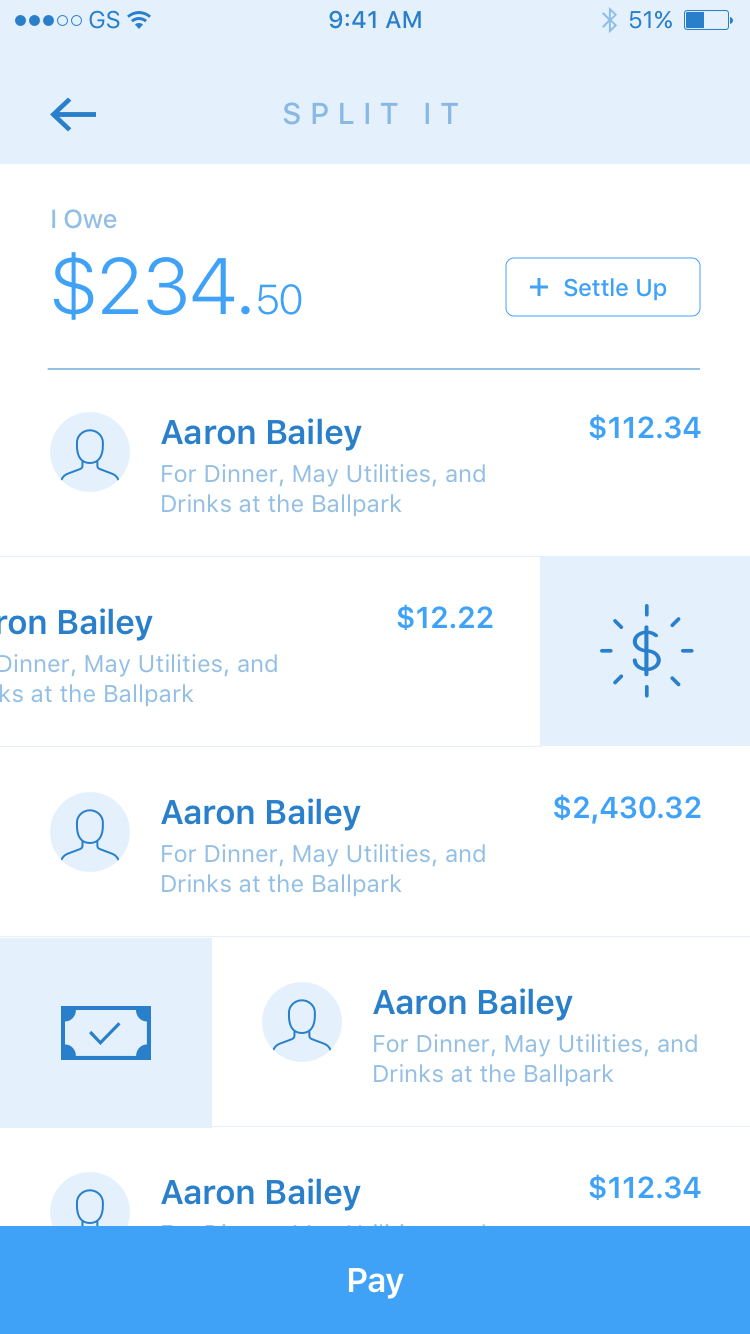 GS 9:41 AM 51%
SPLIT IT
I Owe
$234.50
+ Settle Up
Aaron Bailey $112.34
For Dinner, May Utilities, and
Drinks at the Ballpark
ron Bailey $12.22
Dinner, May Utilities, and
ks at the Ballpark
$
Aaron Bailey $2,430.32
For Dinner, May Utilities, and
Drinks at the Ballpark
Aaron Bailey
For Dinner, May Utilities, and
Drinks at the Ballpark
Aaron Bailey $112.34
Pay